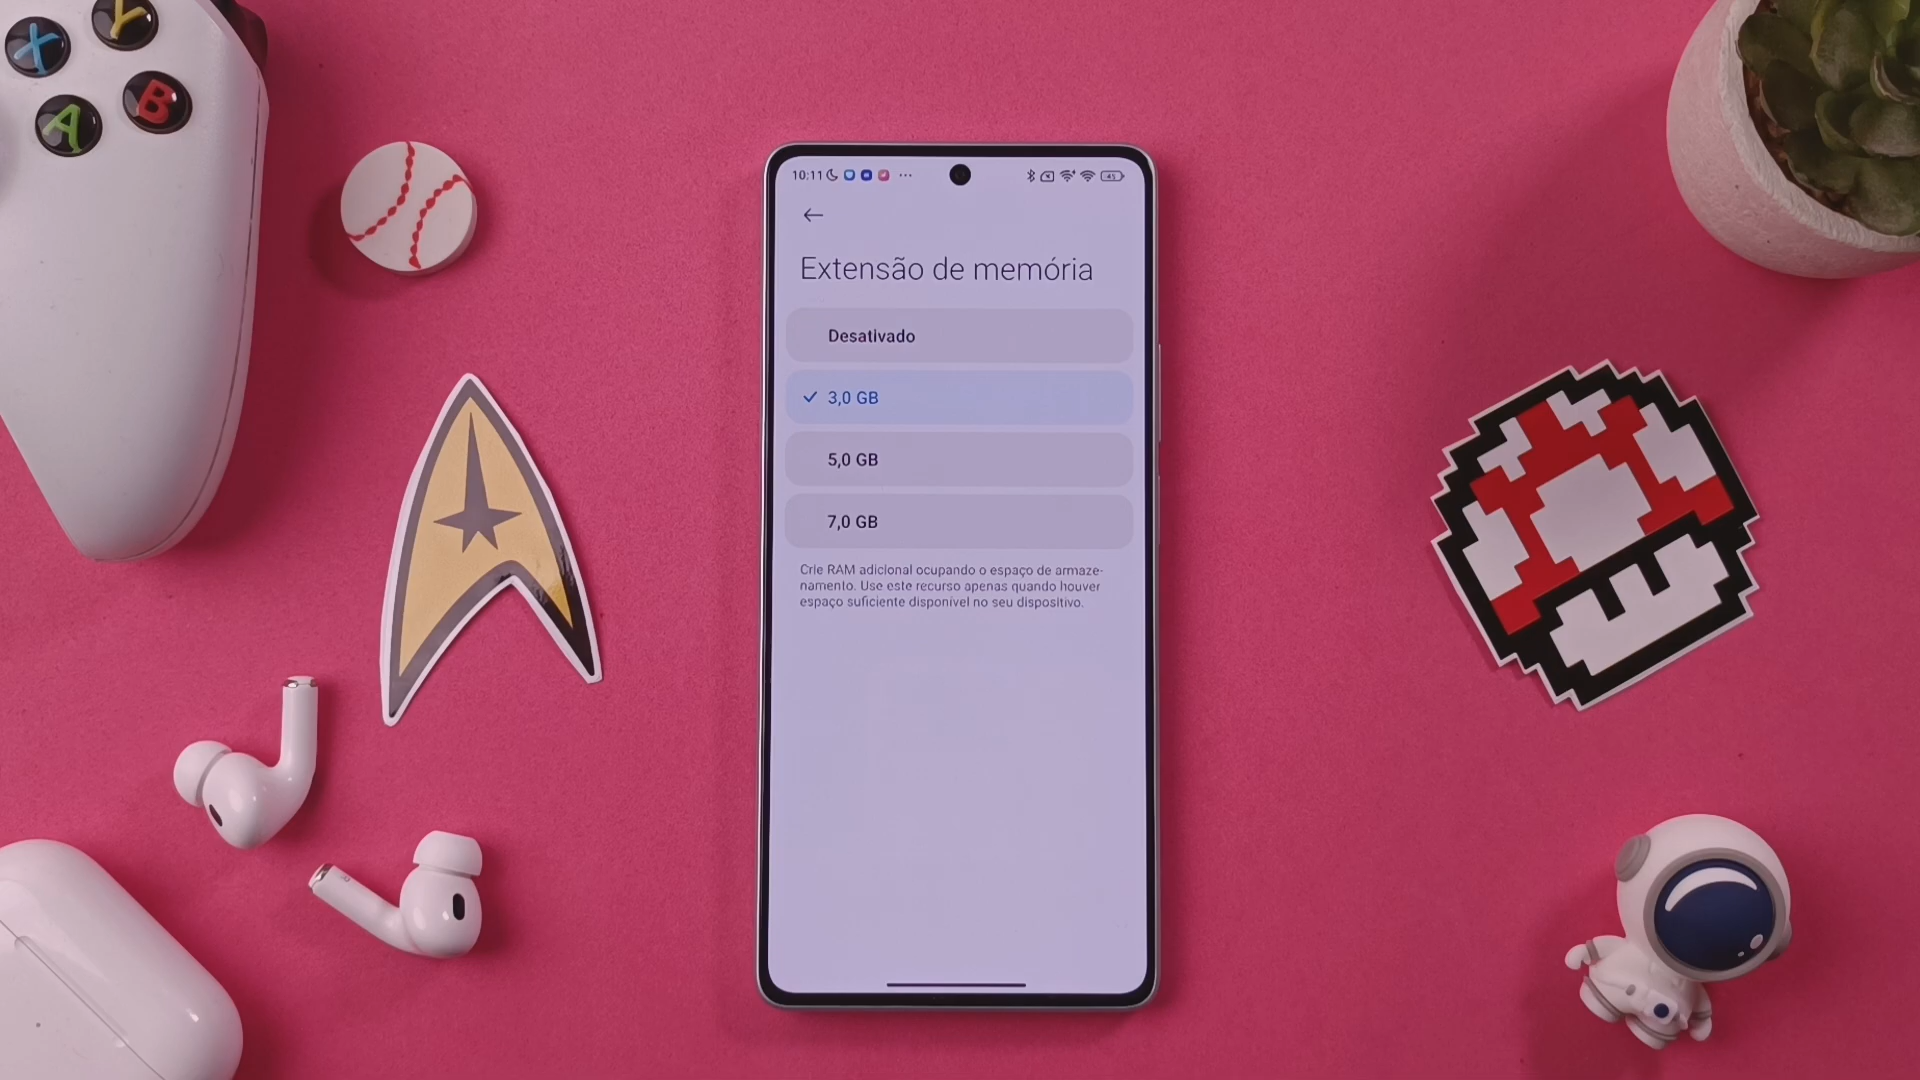 X
Y
A
B
10:11
45
Extensão de memória
Desativado
3,0 GB
5,0 GB
7,0 GB
Crie RAM adicional ocupando o espaço de armaze-
namento. Use este recurso apenas quando houver
espaço suficiente disponível no seu dispositivo.